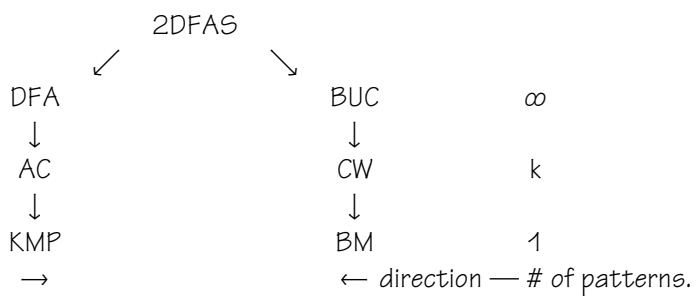 2DFAS
DFA BUC ∞
AC CW k
KMP BM 1
→ ← direction — # of patterns.